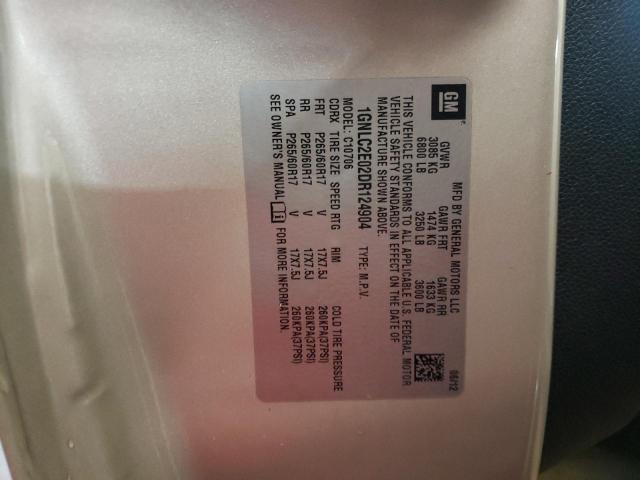 GM
MFD BY GENERAL MOTORS LLC 06/12
GVWR GAWR FRT GAWR RR
3085 KG 1474 KG 1633 KG
6800 LB 3250 LB 3600 LB
THIS VEHICLE CONFORMS TO ALL APPLICABLE U.S. FEDERAL MOTOR
VEHICLE SAFETY STANDARDS IN EFFECT ON THE DATE OF
MANUFACTURE SHOWN ABOVE.
1GNLC2E02DR124904 TYPE: M.P.V.
MODEL: C10706
CDRX TIRE SIZE SPEED RTG RIM COLD TIRE PRESSURE
FRT P265/60R17 V 17X7.5J 260KPA(37PSI)
RR P265/60R17 V 17X7.5J 260KPA(37PSI)
SPA P265/60R17 V 17X7.5J 260KPA(37PSI)
SEE OWNER'S MANUAL FOR MORE INFORMATION.